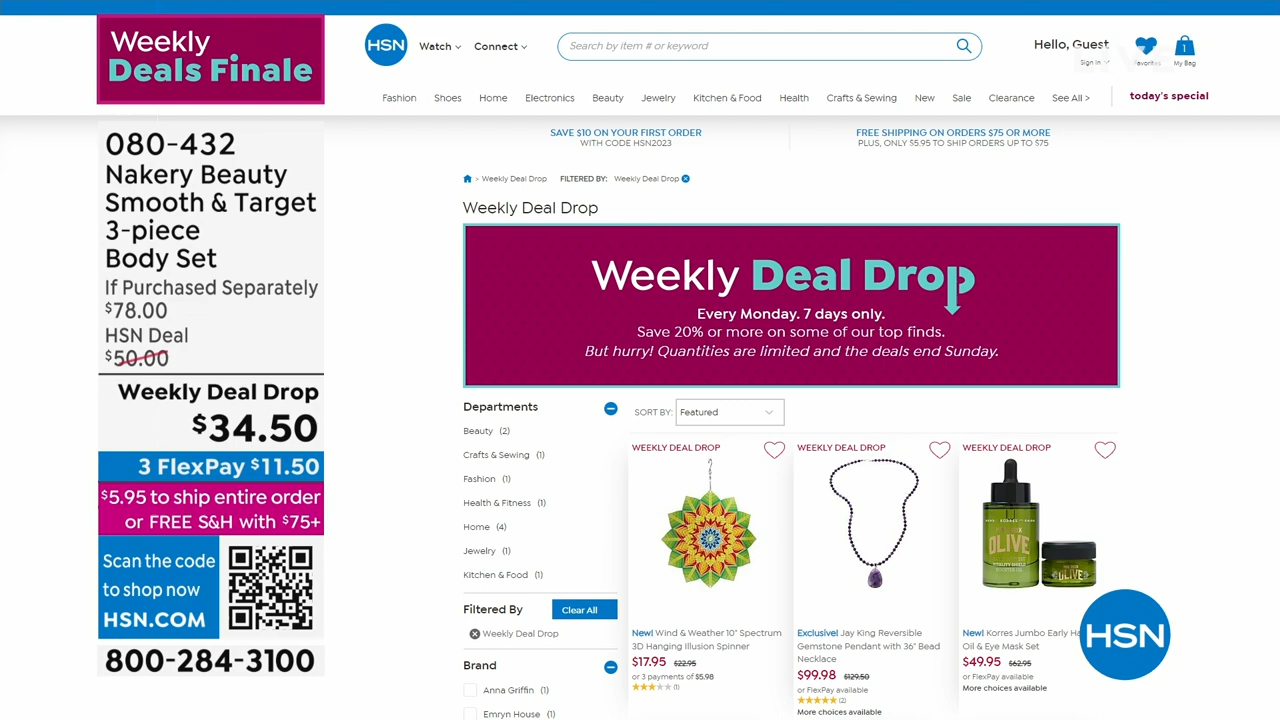 Weekly
Deals Finale
080-432
Nakery Beauty
Smooth & Target
3-piece
Body Set
If Purchased Separately
$78.00
HSN Deal
$50.00
Weekly Deal Drop
$34.50
3 FlexPay $11.50
$5.95 to ship entire order
or FREE S&H with $75+
Scan the code
to shop now
HSN.COM
800-284-3100
HSN
Watch
Connect
Search by item # or keyword
Hello, Guest
Sign In
Favorites
1
My Bag
Fashion Shoes Home Electronics Beauty Jewelry Kitchen & Food Health Crafts & Sewing New Sale Clearance See All > today's special
SAVE $10 ON YOUR FIRST ORDER
WITH CODE HSN2023
FREE SHIPPING ON ORDERS $75 OR MORE
PLUS, ONLY $5.95 TO SHIP ORDERS UP TO $75
> Weekly Deal Drop FILTERED BY: Weekly Deal Drop
Weekly Deal Drop
Weekly Deal Drop
Every Monday. 7 days only.
Save 20% or more on some of our top finds.
But hurry! Quantities are limited and the deals end Sunday.
Departments
Beauty (2)
Crafts & Sewing (1)
Fashion (1)
Health & Fitness (1)
Home (4)
Jewelry (1)
Kitchen & Food (1)
Filtered By
Clear All
Weekly Deal Drop
Brand
Anna Griffin (1)
Emryn House (1)
SORT BY: Featured
WEEKLY DEAL DROP
New! Wind & Weather 10" Spectrum
3D Hanging Illusion Spinner
$17.95 $22.95
or 3 payments of $5.98
(1)
WEEKLY DEAL DROP
Exclusive! Jay King Reversible
Gemstone Pendant with 36" Bead
Necklace
$99.98 $129.50
or FlexPay available
(2)
More choices available
WEEKLY DEAL DROP
OLIVE
OLIVE
New! Korres Jumbo Early Ha
Oil & Eye Mask Set
$49.95 $62.95
or FlexPay available
More choices available
HSN